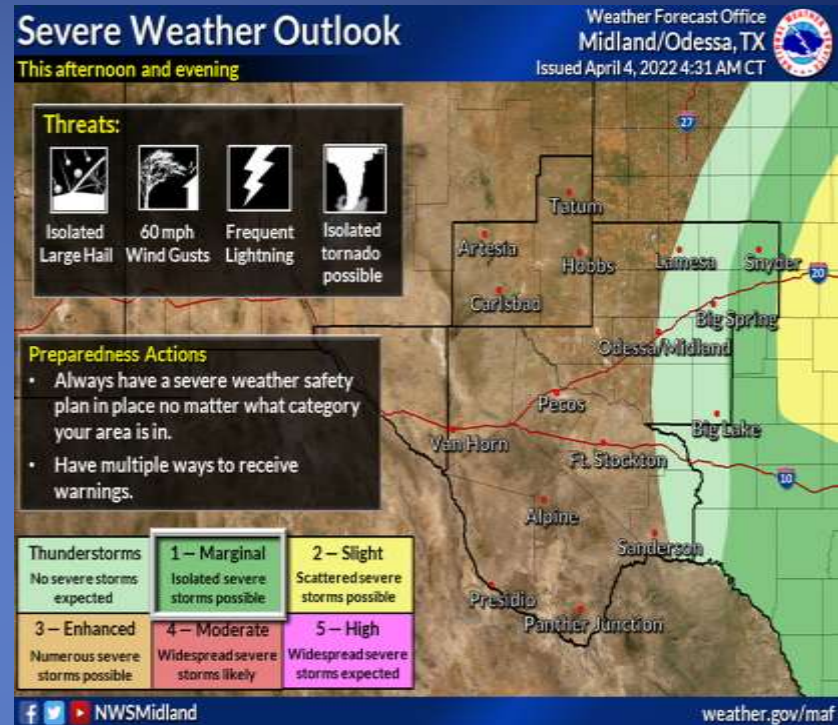 Severe Weather Outlook
This afternoon and evening
Weather Forecast Office
Midland/Odessa, TX
Issued April 4, 2022 4:31 AM CT
Threats:
Isolated
Large Hail
60 mph
Wind Gusts
Frequent
Lightning
Isolated
tornado
possible
Preparedness Actions
• Always have a severe weather safety
plan in place no matter what category
your area is in.
• Have multiple ways to receive
warnings.
27
Tatum
Artesia
Hobbs
Lamesa
Snyder
20
Carlsbad
Big Spring
Odessa/Midland
Pecos
Van Horn
Big Lake
Ft. Stockton
10
Alpine
Sanderson
Presidio
Panther Junction
Thunderstorms
No severe storms
expected
1 – Marginal
Isolated severe
storms possible
2 – Slight
Scattered severe
storms possible
3 – Enhanced
Numerous severe
storms possible
4 – Moderate
Widespread severe
storms likely
5 – High
Widespread severe
storms expected
NWSMidland
weather.gov/maf